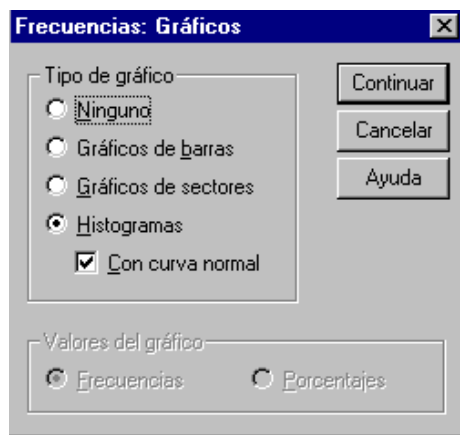 Frecuencias: Gráficos
Tipo de gráfico
Ninguno
Gráficos de barras
Gráficos de sectores
Histogramas
Con curva normal
Continuar
Cancelar
Ayuda
Valores del gráfico
Frecuencias
Porcentajes